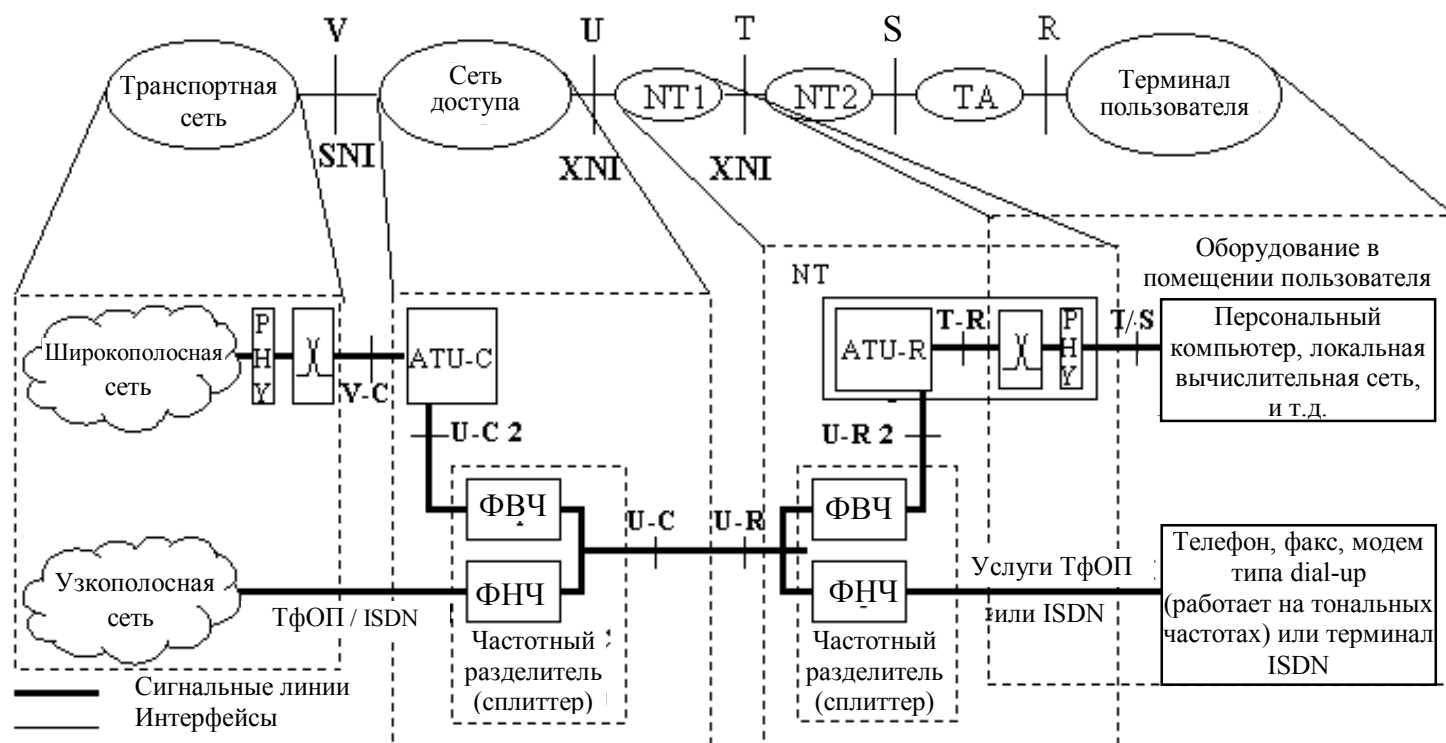 V
U
T
S
R
Транспортная
сеть
Сеть
доступа
NT1
NT2
TA
Терминал
пользователя
SNI
XNI
XNI
Оборудование в
помещении пользователя
NT
Широкополосная
сеть
P
H
Y
V-C
ATU-C
ATU-R
T-R
P
H
Y
T/S
Персональный
компьютер, локальная
вычислительная сеть,
и т.д.
U-C 2
U-R 2
ФВЧ
ФВЧ
U-C
U-R
Узкополосная
сеть
ТфОП / ISDN
ФНЧ
ФНЧ
Услуги ТфОП
или ISDN
Телефон, факс, модем
типа dial-up
(работает на тональных
частотах) или терминал
ISDN
Частотный
разделитель
(сплиттер)
Частотный
разделитель
(сплиттер)
Сигнальные линии
Интерфейсы